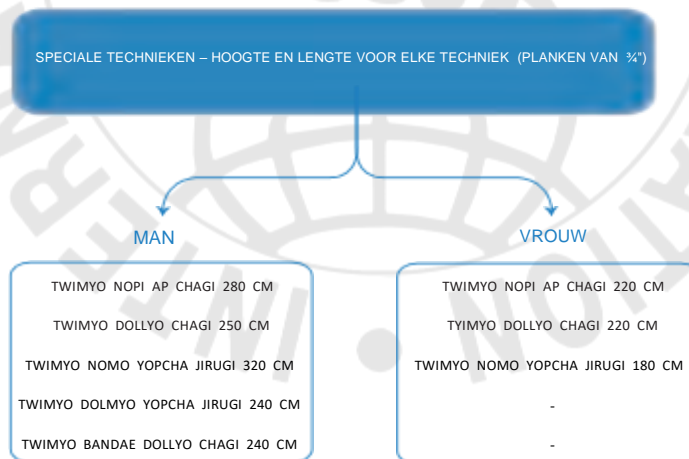 SPECIALE TECHNIEKEN – HOOGTE EN LENGTE VOOR ELKE TECHNIEK (PLANKEN VAN ¾")
MAN
TWIMYO NOPI AP CHAGI 280 CM
TWIMYO DOLLYO CHAGI 250 CM
TWIMYO NOMO YOPCHA JIRUGI 320 CM
TWIMYO DOLMYO YOPCHA JIRUGI 240 CM
TWIMYO BANDAE DOLLYO CHAGI 240 CM
VROUW
TWIMYO NOPI AP CHAGI 220 CM
TYIMYO DOLLYO CHAGI 220 CM
TWIMYO NOMO YOPCHA JIRUGI 180 CM
-
-